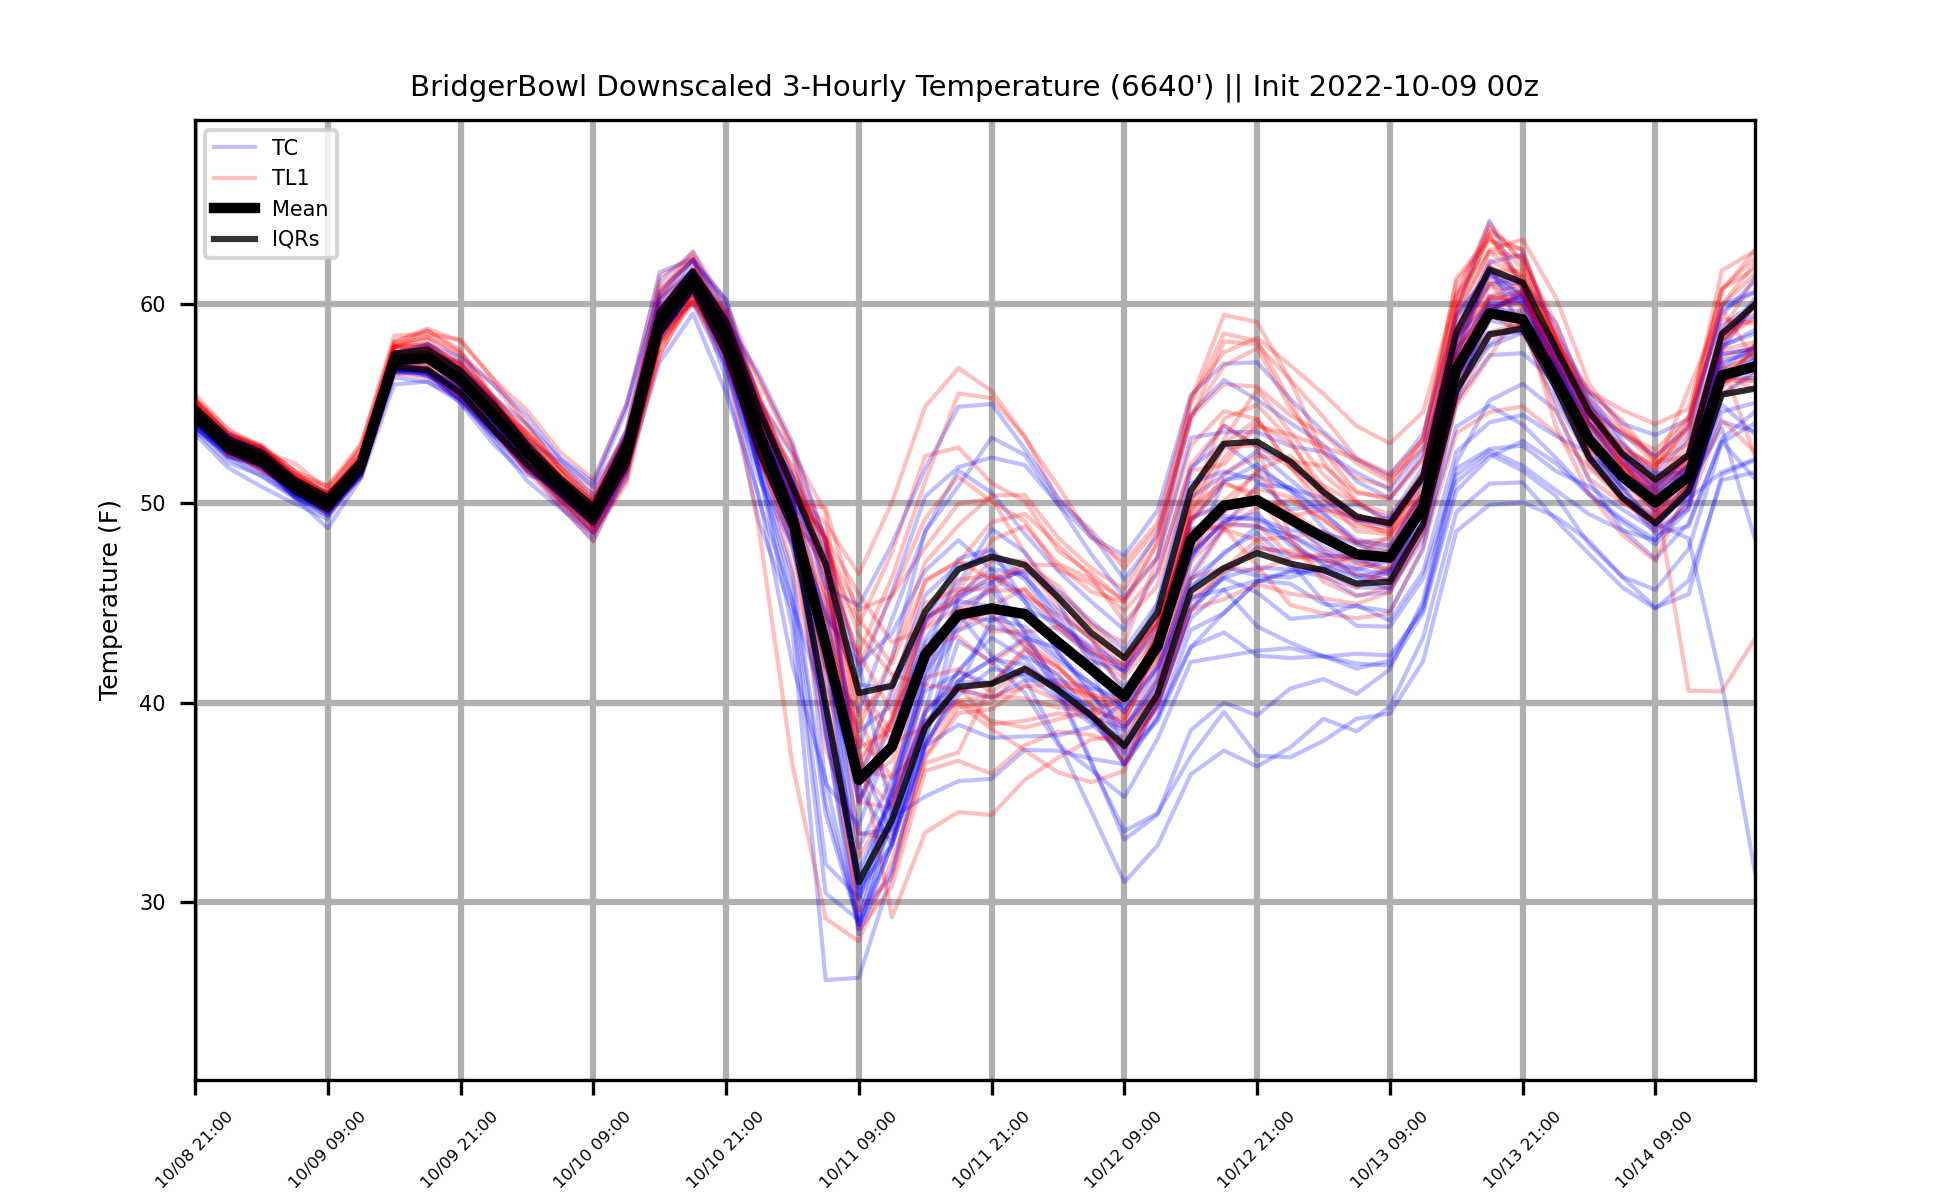 BridgerBowl Downscaled 3-Hourly Temperature (6640') || Init 2022-10-09 00z
TC
TL1
Mean
IQRs
Temperature (F)
60
50
40
30
10/08 21:00
10/09 09:00
10/09 21:00
10/10 09:00
10/10 21:00
10/11 09:00
10/11 21:00
10/12 09:00
10/12 21:00
10/13 09:00
10/13 21:00
10/14 09:00